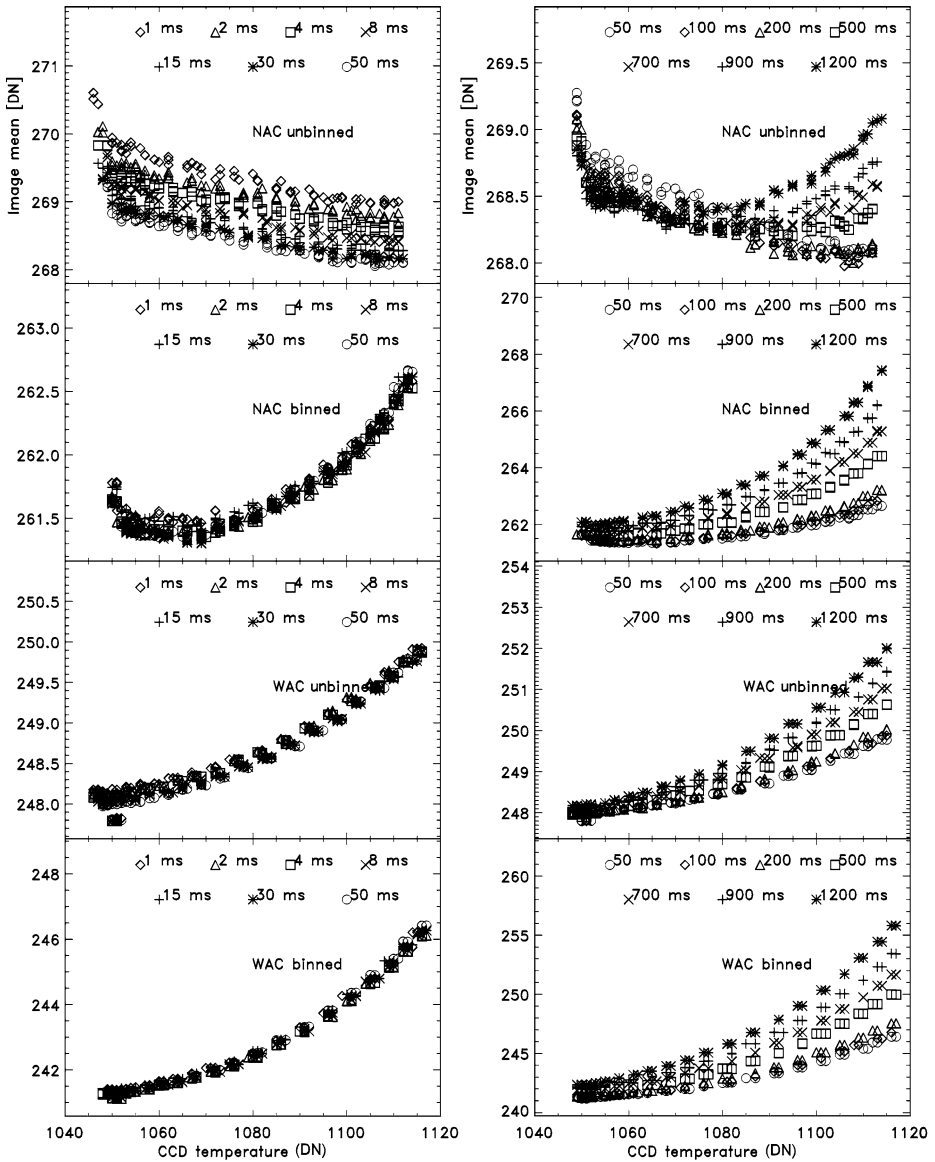 1 ms 2 ms 4 ms 8 ms
15 ms 30 ms 50 ms
NAC unbinned
Image mean [DN]
271
270
269
268
50 ms 100 ms 200 ms 500 ms
700 ms 900 ms 1200 ms
NAC unbinned
Image mean [DN]
269.5
269.0
268.5
268.0
1 ms 2 ms 4 ms 8 ms
15 ms 30 ms 50 ms
NAC binned
263.0
262.5
262.0
261.5
50 ms 100 ms 200 ms 500 ms
700 ms 900 ms 1200 ms
NAC binned
270
268
266
264
262
1 ms 2 ms 4 ms 8 ms
15 ms 30 ms 50 ms
WAC unbinned
250.5
250.0
249.5
249.0
248.5
248.0
50 ms 100 ms 200 ms 500 ms
700 ms 900 ms 1200 ms
WAC unbinned
254
253
252
251
250
249
248
1 ms 2 ms 4 ms 8 ms
15 ms 30 ms 50 ms
WAC binned
248
246
244
242
1040 1060 1080 1100 1120
CCD temperature (DN)
50 ms 100 ms 200 ms 500 ms
700 ms 900 ms 1200 ms
WAC binned
260
255
250
245
240
1040 1060 1080 1100 1120
CCD temperature (DN)